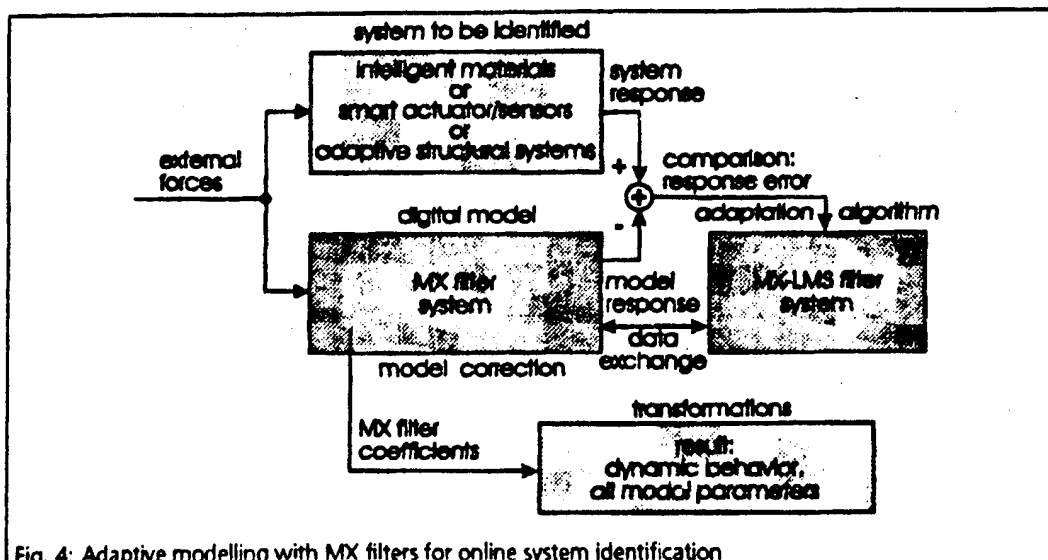 system to be identified
intelligent materials
or
smart actuator/sensors
or
adaptive structural systems
system
response
external
forces
+
comparison:
response error
+
-
digital model
adaptation algorithm
MX filter
system
model
response
MX-LMS filter
system
data
exchange
model correction
MX filter
coefficients
transformations
result:
dynamic behavior,
all modal parameters
Fig. 4: Adaptive modelling with MX filters for online system identification